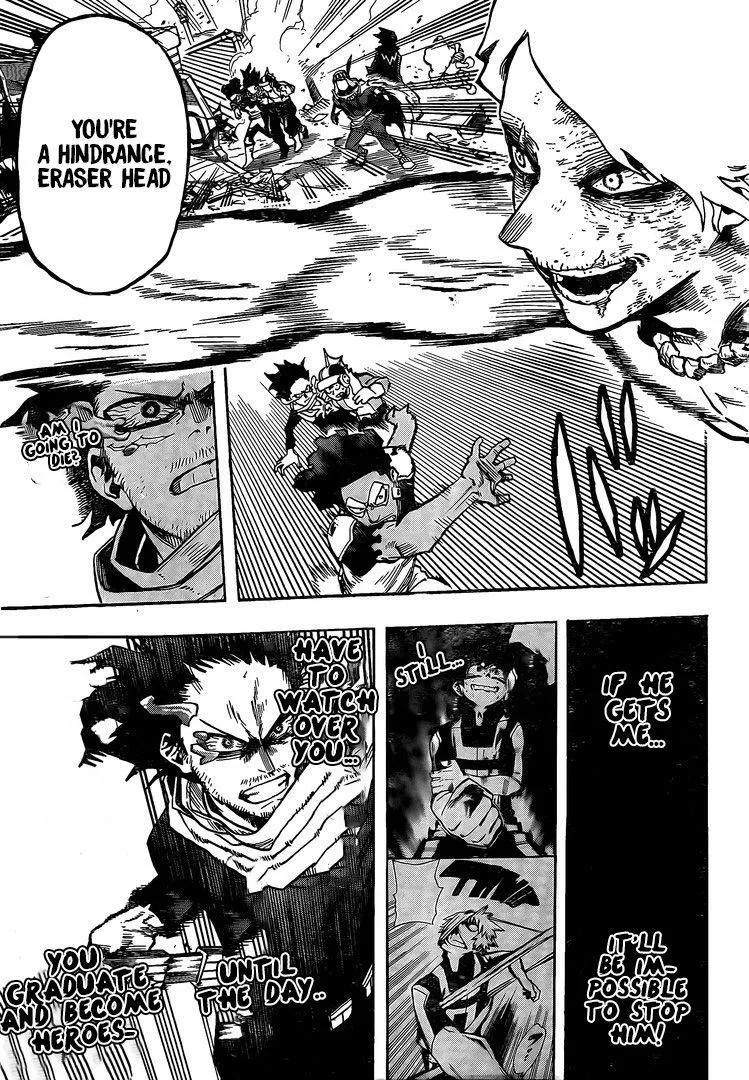 YOU'RE
A HINDRANCE,
ERASER HEAD
AM I
GOING TO
DIE?
IF HE
GETS
ME...
IT'LL
BE IM-
POSSIBLE
TO STOP
HIM!
I
STILL...
HAVE
TO
WATCH
OVER
YOU...
UNTIL
THE DAY..
YOU
GRADUATE
AND BECOME
HEROES-